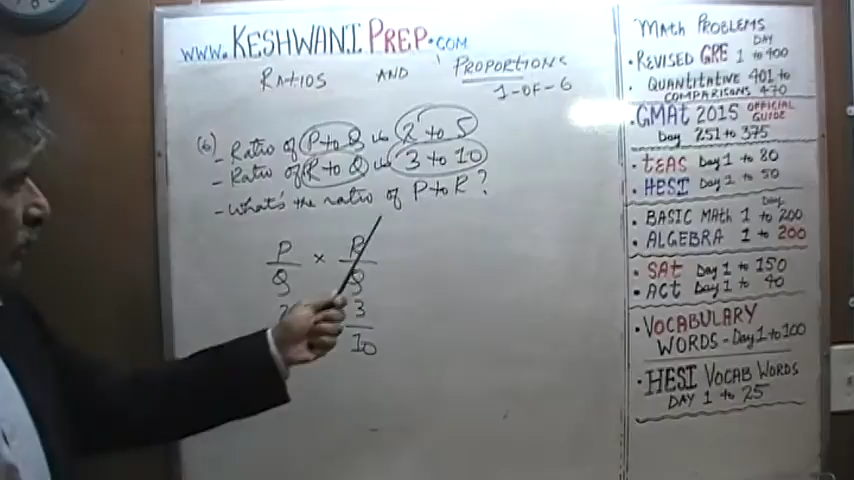 www.KESHWANIPREP.COM
RATIOS AND PROPORTIONS
1-OF-6
(6) - Ratio of P to Q is 2 to 5
- Ratio of R to Q is 3 to 10
- What's the ratio of P to R?
P × R
Q Q
3
10
MATH PROBLEMS
DAY
• REVISED GRE 1 to 400
• QUANTITATIVE 401 to
COMPARISONS 470
• GMAT 2015 OFFICIAL GUIDE
Day 251 to 375
• TEAS Day 1 to 80
• HESI Day 1 to 50
Day
• BASIC MATH 1 to 200
• ALGEBRA 1 to 200
• SAT Day 1 to 150
• ACT Day 1 to 40
• VOCABULARY
WORDS - Day 1 to 100
• HESI VOCAB WORDS
DAY 1 to 25